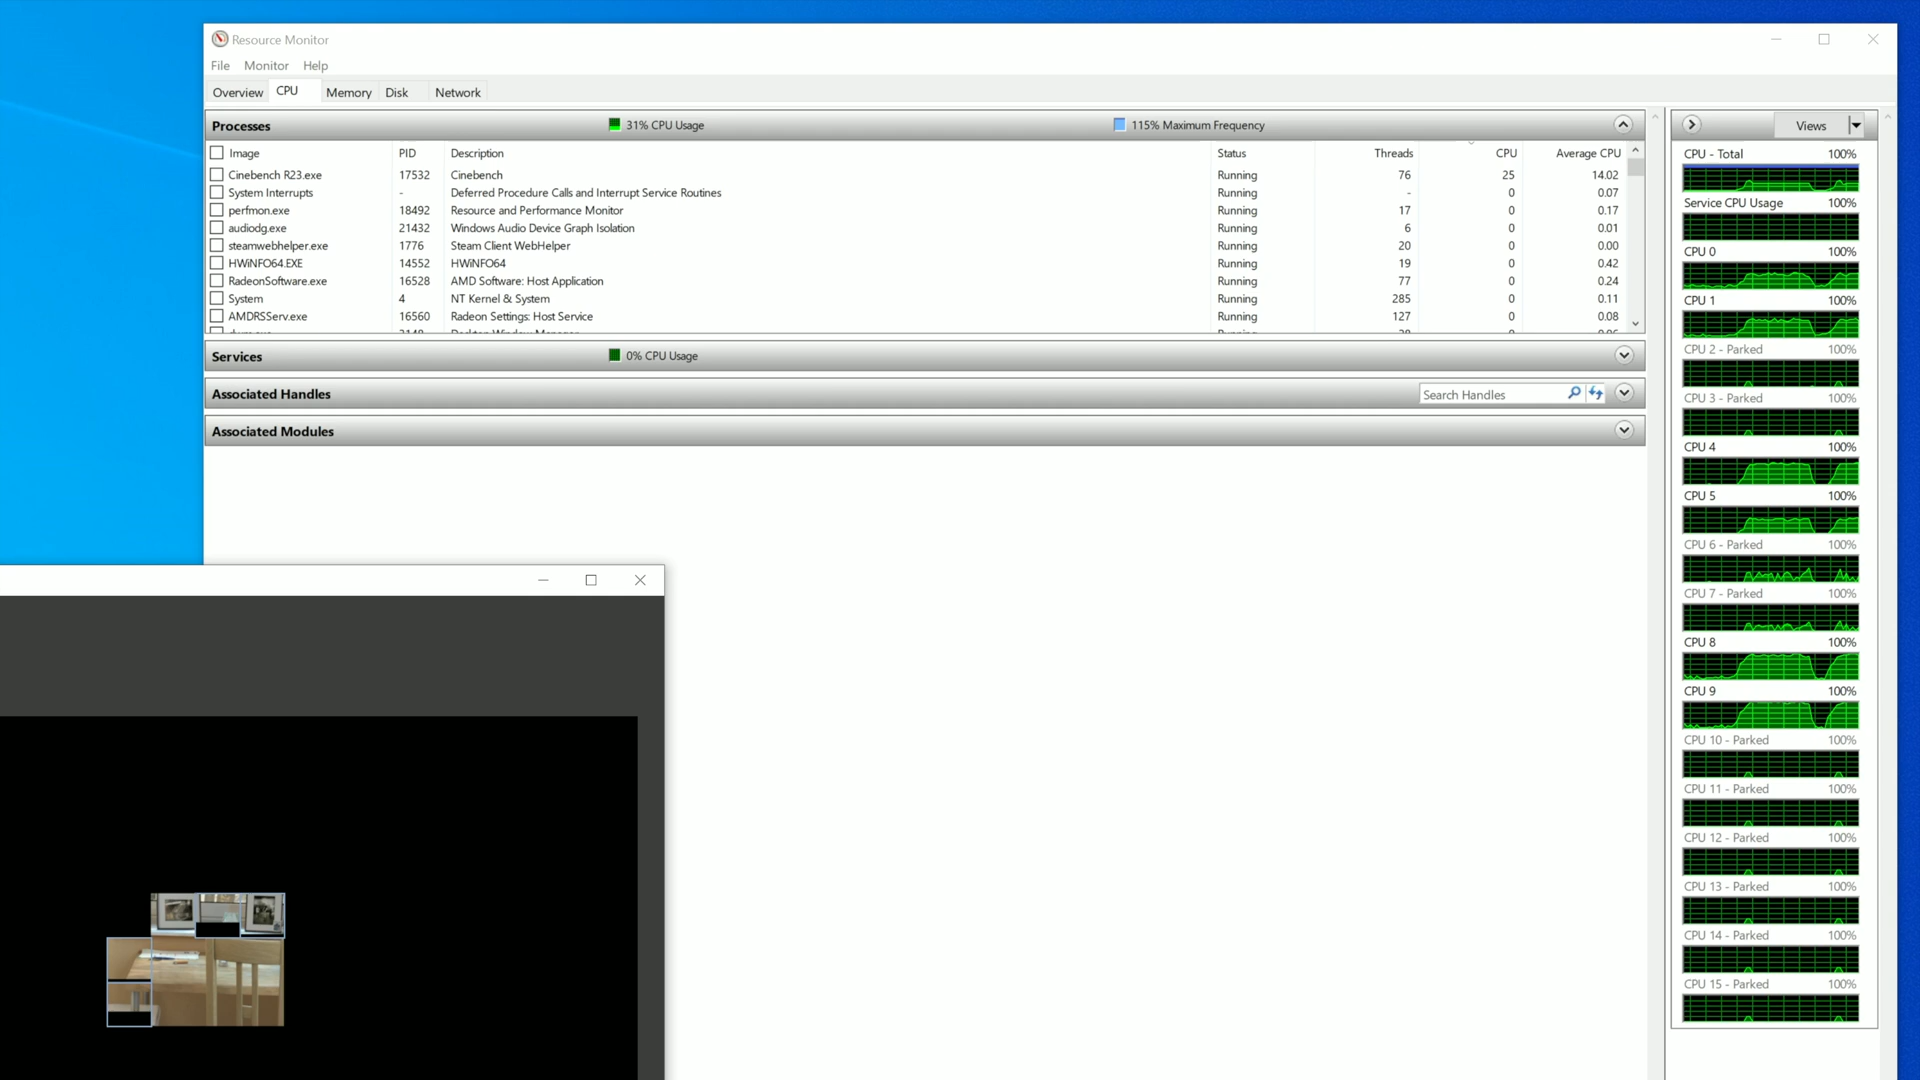 Resource Monitor
File Monitor Help
Overview CPU Memory Disk Network
Processes 31% CPU Usage 115% Maximum Frequency
Image PID Description Status Threads CPU Average CPU
Cinebench R23.exe 17532 Cinebench Running 76 25 14.02
System Interrupts - Deferred Procedure Calls and Interrupt Service Routines Running - 0 0.07
perfmon.exe 18492 Resource and Performance Monitor Running 17 0 0.17
audiodg.exe 21432 Windows Audio Device Graph Isolation Running 6 0 0.01
steamwebhelper.exe 1776 Steam Client WebHelper Running 20 0 0.00
HWiNFO64.EXE 14552 HWiNFO64 Running 19 0 0.42
RadeonSoftware.exe 16528 AMD Software: Host Application Running 77 0 0.24
System 4 NT Kernel & System Running 285 0 0.11
AMDRSServ.exe 16560 Radeon Settings: Host Service Running 127 0 0.08
Services 0% CPU Usage
Associated Handles Search Handles
Associated Modules
Views
CPU - Total 100%
Service CPU Usage 100%
CPU 0 100%
CPU 1 100%
CPU 2 - Parked 100%
CPU 3 - Parked 100%
CPU 4 100%
CPU 5 100%
CPU 6 - Parked 100%
CPU 7 - Parked 100%
CPU 8 100%
CPU 9 100%
CPU 10 - Parked 100%
CPU 11 - Parked 100%
CPU 12 - Parked 100%
CPU 13 - Parked 100%
CPU 14 - Parked 100%
CPU 15 - Parked 100%